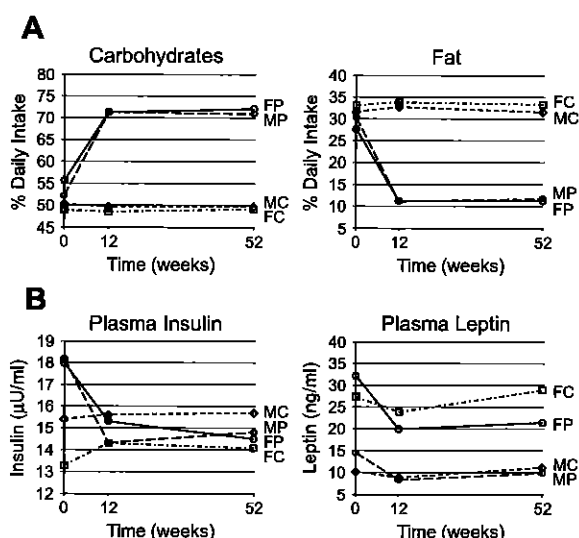 A
Carbohydrates
80
75
70
65
60
55
50
45
% Daily Intake
FP
MP
MC
FC
0 12 52
Time (weeks)
Fat
40
35
30
25
20
15
10
5
% Daily Intake
FC
MC
MP
FP
0 12 52
Time (weeks)
B
Plasma Insulin
19
18
17
16
15
14
13
12
Insulin (µU/ml)
MC
MP
FP
FC
0 12 52
Time (weeks)
Plasma Leptin
40
35
30
25
20
15
10
5
Leptin (ng/ml)
FC
FP
MC
MP
0 12 52
Time (weeks)